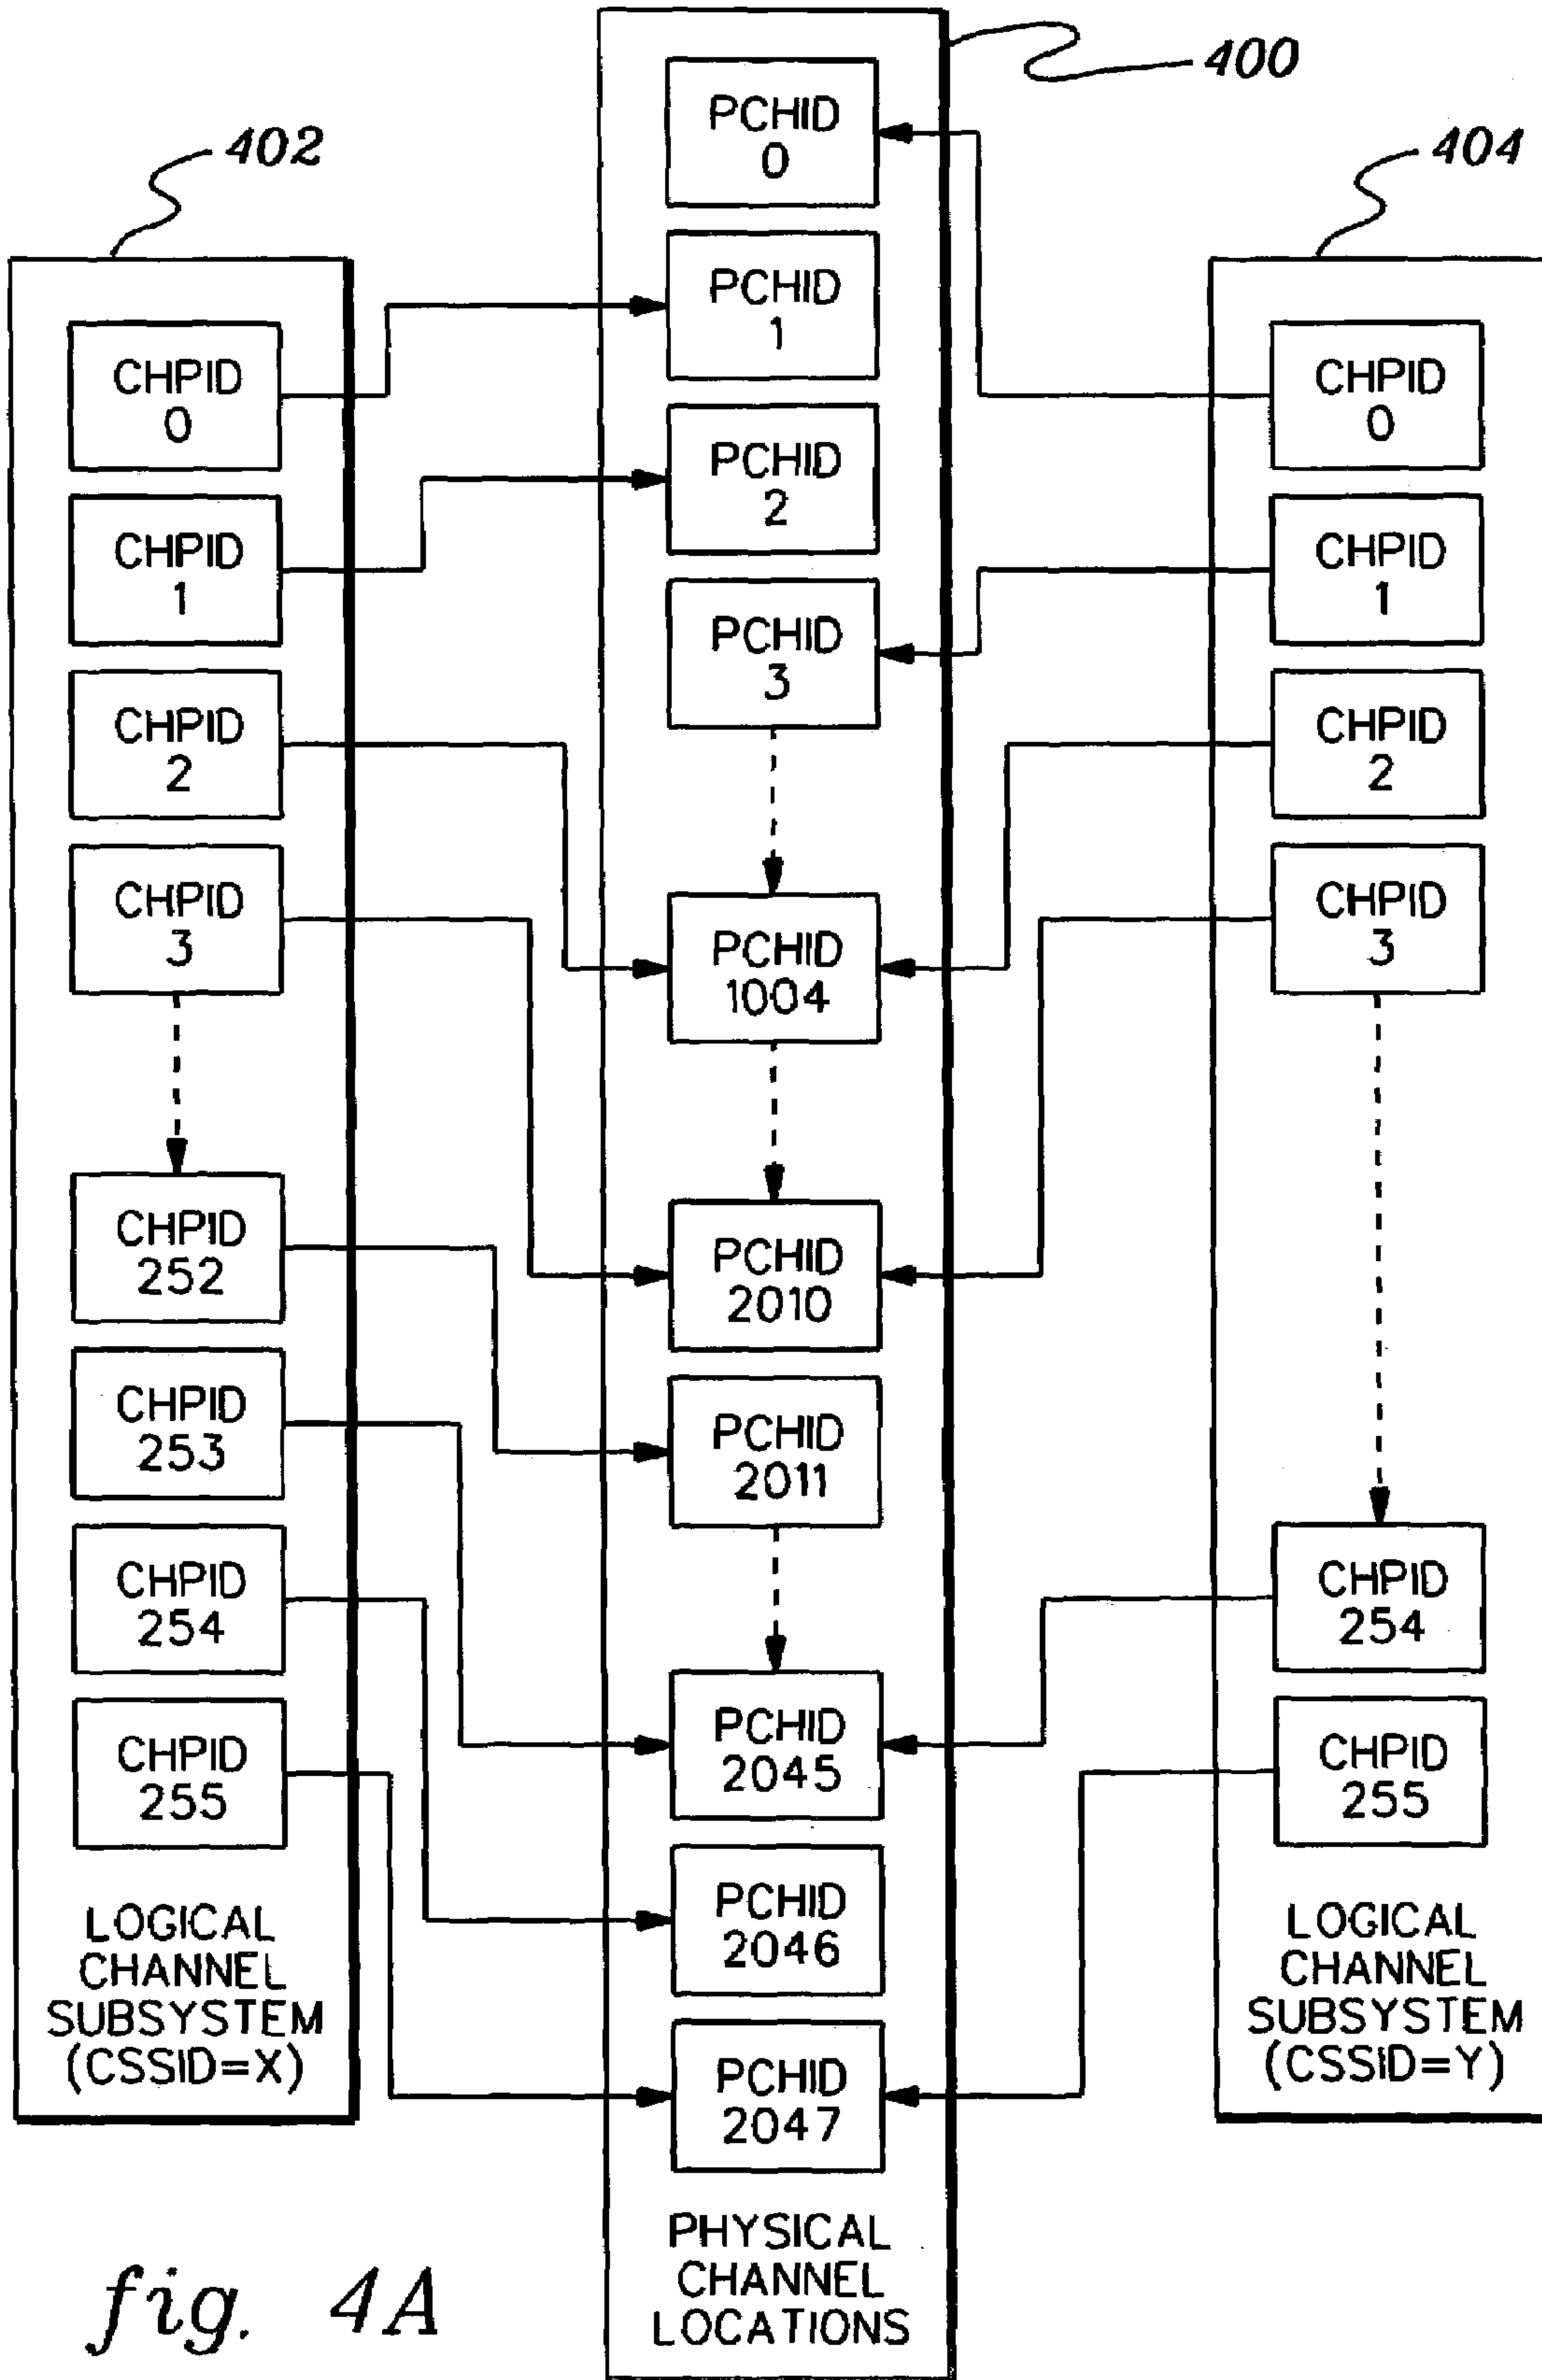 400
402
404
PCHID
0
PCHID
1
PCHID
2
PCHID
3
PCHID
1004
PCHID
2010
PCHID
2011
PCHID
2045
PCHID
2046
PCHID
2047
PHYSICAL
CHANNEL
LOCATIONS
CHPID
0
CHPID
1
CHPID
2
CHPID
3
CHPID
252
CHPID
253
CHPID
254
CHPID
255
LOGICAL
CHANNEL
SUBSYSTEM
(CSSID=X)
CHPID
0
CHPID
1
CHPID
2
CHPID
3
CHPID
254
CHPID
255
LOGICAL
CHANNEL
SUBSYSTEM
(CSSID=Y)
fig. 4A